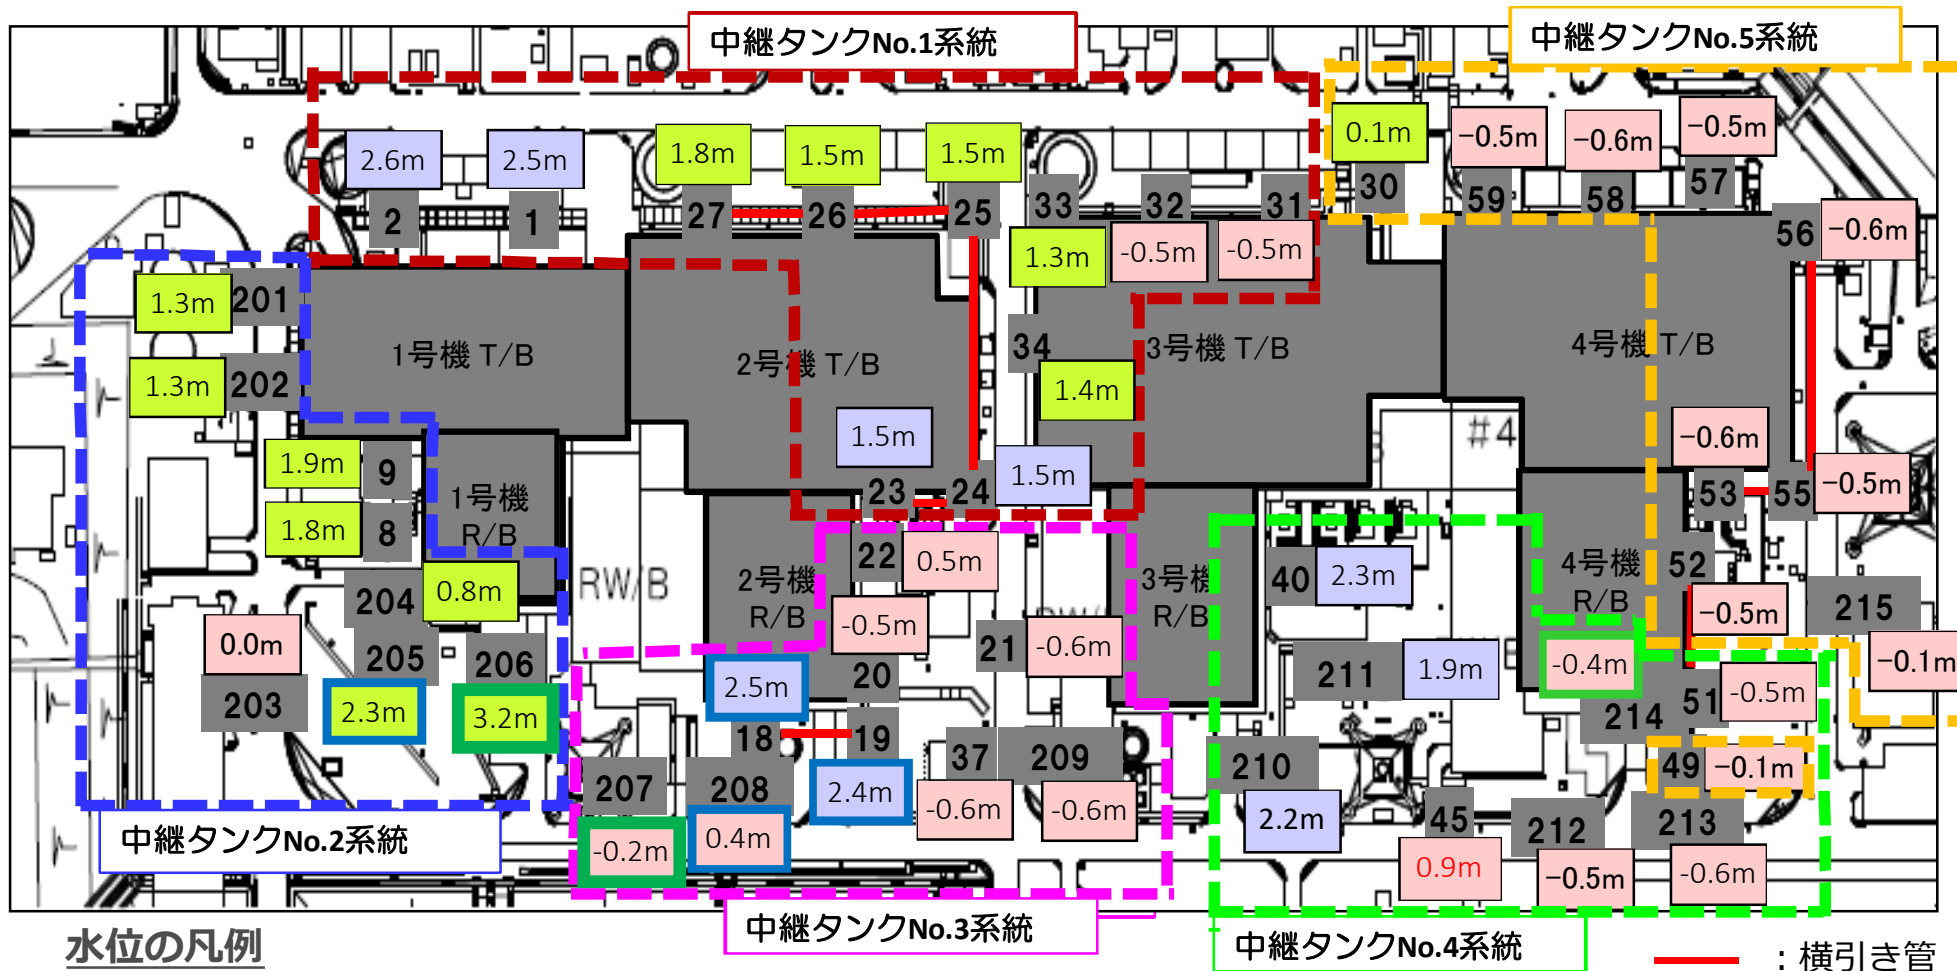 中継タンクNo.1系統
中継タンクNo.5系統
2.6m
2.5m
1.8m
1.5m
1.5m
0.1m
−0.5m
−0.6m
−0.5m
2
1
27
26
25
33
32
31
30
59
58
57
1.3m
-0.5m
-0.5m
56
−0.6m
1.3m
201
1.3m
202
1号機 T/B
2号機 T/B
34
3号機 T/B
4号機 T/B
1.4m
1.5m
1.5m
#4
−0.6m
1.9m
9
1.8m
8
1号機
R/B
23
24
53
55
−0.5m
22
0.5m
2号機
R/B
3号機
R/B
40
2.3m
4号機
R/B
52
−0.5m
215
204
0.8m
RW/B
-0.5m
0.0m
203
205
206
2.3m
3.2m
2.5m
20
21
-0.6m
211
1.9m
-0.4m
−0.1m
214
51
-0.5m
18
19
37
209
210
49
−0.1m
207
208
2.4m
-0.6m
-0.6m
2.2m
45
212
213
-0.2m
0.4m
0.9m
−0.5m
-0.6m
中継タンクNo.2系統
中継タンクNo.3系統
中継タンクNo.4系統
水位の凡例
：横引き管